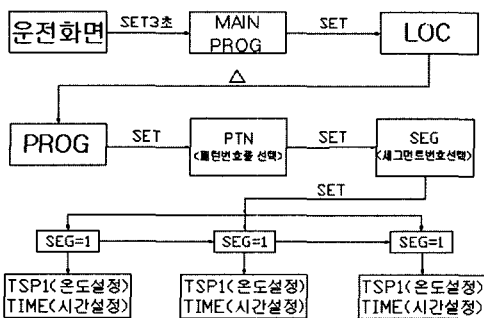 운전화면
SET3초
MAIN
PROG
SET
LOC
△
PROG
SET
PTN
(패턴번호를 선택)
SET
SEG
(세그먼트번호선택)
SET
SEG=1
SEG=1
SEG=1
TSP1(온도설정)
TIME(시간설정)
TSP1(온도설정)
TIME(시간설정)
TSP1(온도설정)
TIME(시간설정)